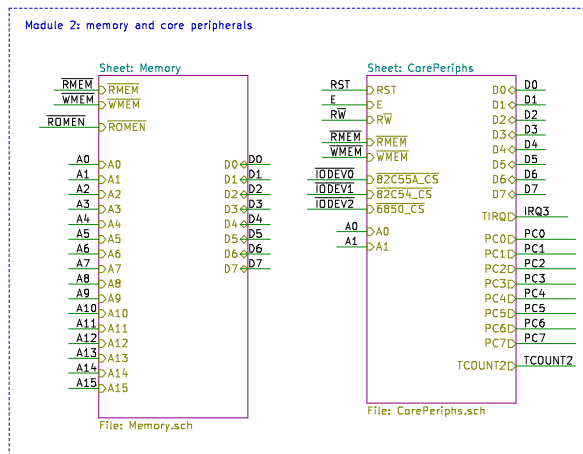 Module 2: memory and core peripherals
Sheet: Memory
RMEM RMEM
WMEM WMEM
ROMEN ROMEN
A0 A0 D0 D0
A1 A1 D1 D1
A2 A2 D2 D2
A3 A3 D3 D3
A4 A4 D4 D4
A5 A5 D5 D5
A6 A6 D6 D6
A7 A7 D7 D7
A8 A8
A9 A9
A10 A10
A11 A11
A12 A12
A13 A13
A14 A14
A15 A15
File: Memory.sch
Sheet: CorePeriphs
RST RST D0 D0
E E D1 D1
RW RW D2 D2
D3 D3
RMEM RMEM D4 D4
WMEM WMEM D5 D5
IODEV0 82C55A_CS D6 D6
IODEV1 82C54_CS D7 D7
IODEV2 6850_CS TIRQ IRQ3
A0 A0 PC0 PC0
A1 A1 PC1 PC1
PC2 PC2
PC3 PC3
PC4 PC4
PC5 PC5
PC6 PC6
PC7 PC7
TCOUNT2 TCOUNT2
File: CorePeriphs.sch